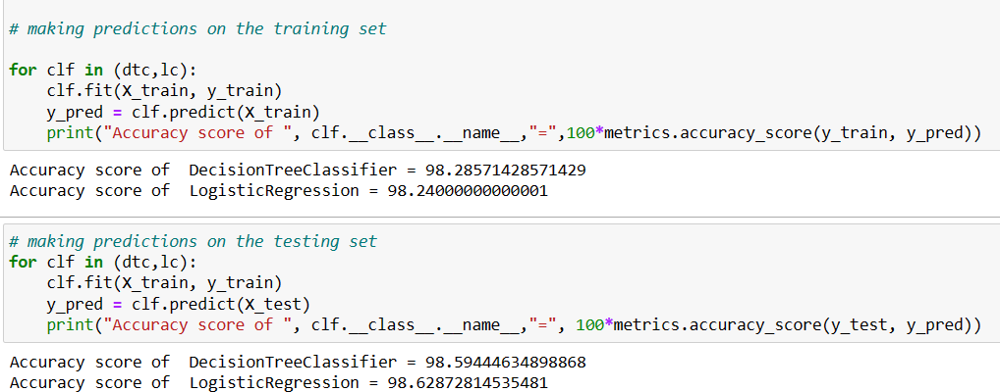 # making predictions on the training set
for clf in (dtc,lc):
    clf.fit(X_train, y_train)
    y_pred = clf.predict(X_train)
    print("Accuracy score of ", clf.__class__.__name__,"=",100*metrics.accuracy_score(y_train, y_pred))
Accuracy score of  DecisionTreeClassifier = 98.28571428571429
Accuracy score of  LogisticRegression = 98.24000000000001
# making predictions on the testing set
for clf in (dtc,lc):
    clf.fit(X_train, y_train)
    y_pred = clf.predict(X_test)
    print("Accuracy score of ", clf.__class__.__name__,"=", 100*metrics.accuracy_score(y_test, y_pred))
Accuracy score of  DecisionTreeClassifier = 98.59444634898868
Accuracy score of  LogisticRegression = 98.62872814535481